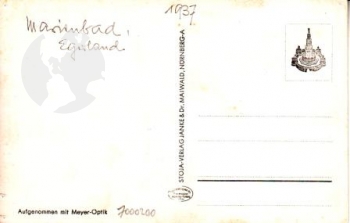 1937
Marienbad,
Egerland
STOJA-VERLAG JANKE & Dr. MAIWALD, NÜRNBERG-A
Aufgenommen mit Meyer-Optik
7000200